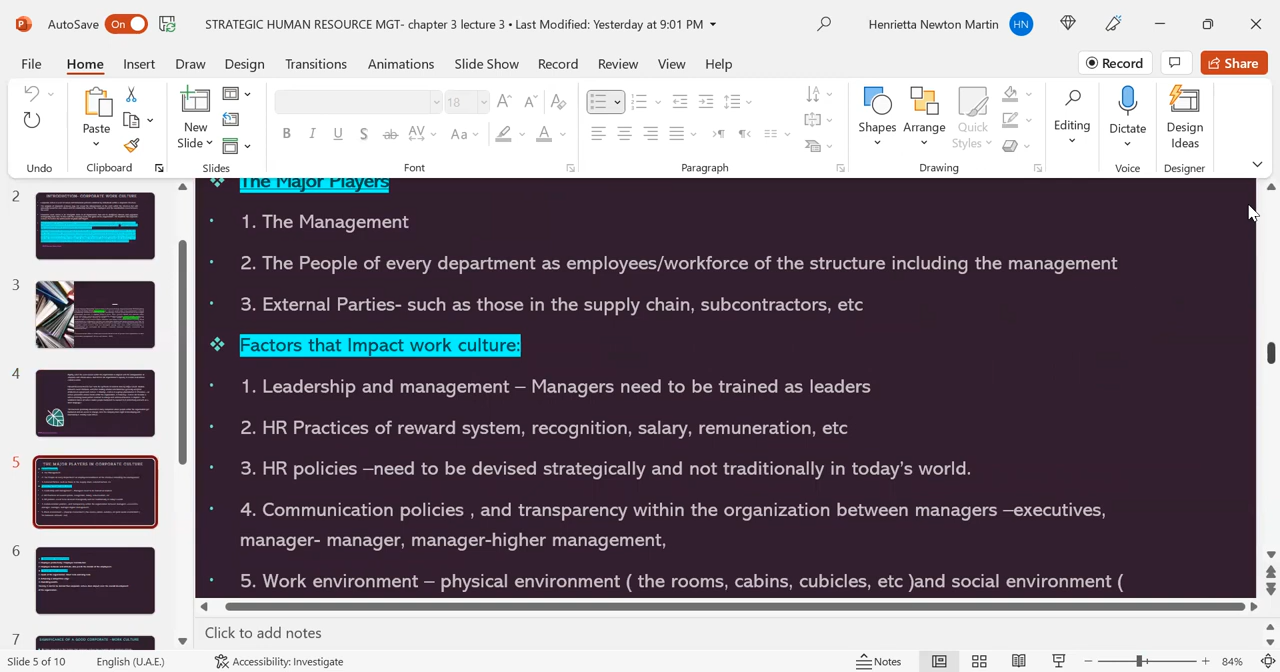 AutoSave On STRATEGIC HUMAN RESOURCE MGT- chapter 3 lecture 3 • Last Modified: Yesterday at 9:01 PM Henrietta Newton Martin HN
File Home Insert Draw Design Transitions Animations Slide Show Record Review View Help Record Share
18
Paste New Slide Shapes Arrange Quick Styles Editing Dictate Design Ideas
Undo Clipboard Slides Font Paragraph Drawing Voice Designer
The Major Players
1. The Management
2. The People of every department as employees/workforce of the structure including the management
3. External Parties- such as those in the supply chain, subcontractors, etc
Factors that Impact work culture:
1. Leadership and management – Managers need to be trained as leaders
2. HR Practices of reward system, recognition, salary, remuneration, etc
3. HR policies –need to be devised strategically and not traditionally in today's world.
4. Communication policies , and transparency within the organization between managers –executives,
manager- manager, manager-higher management,
5. Work environment – physical environment ( the rooms, cabins, cubicles, etc )and social environment (
2
3
4
5
6
7
Click to add notes
Slide 5 of 10 English (U.A.E.) Accessibility: Investigate Notes 84%